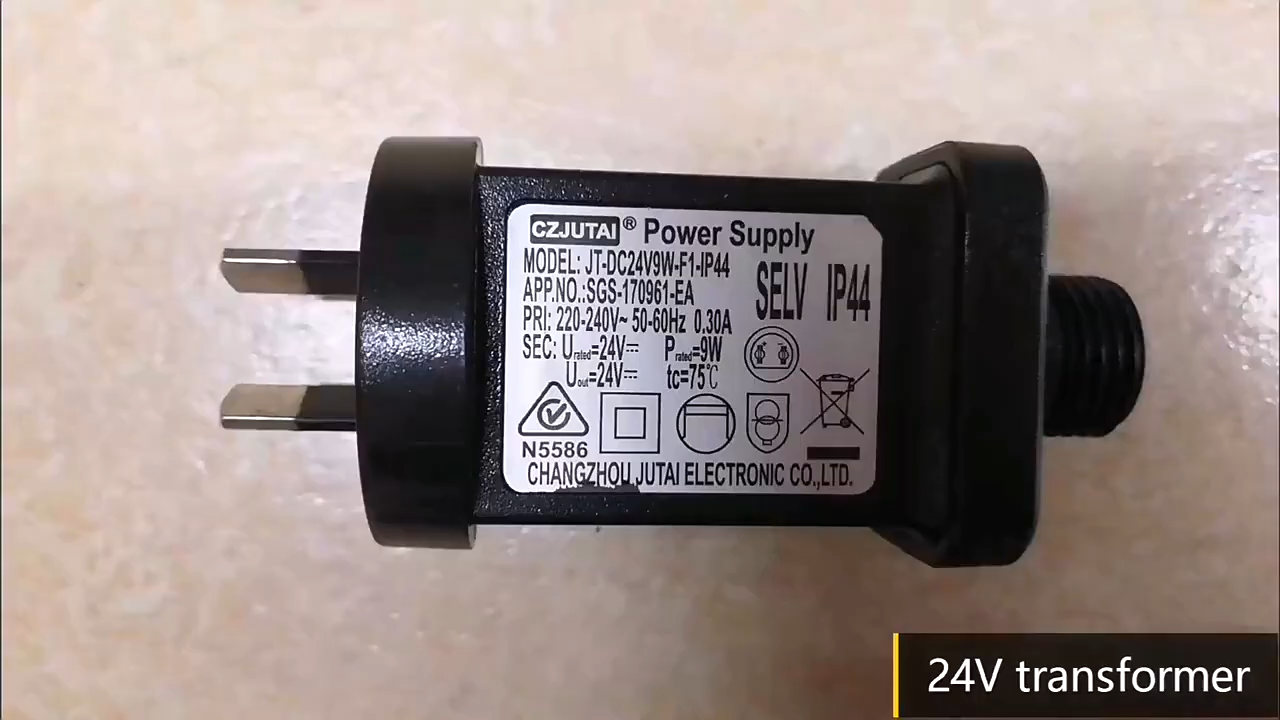 CZJUTAI® Power Supply
MODEL: JT-DC24V9W-F1-IP44
APP.NO.:SGS-170961-EA
SELV IP44
PRI: 220-240V~ 50-60Hz 0.30A
SEC: Urated=24V⎓ Prated=9W
Uout=24V⎓ tc=75℃
N5586
CHANGZHOU JUTAI ELECTRONIC CO.,LTD.
24V transformer